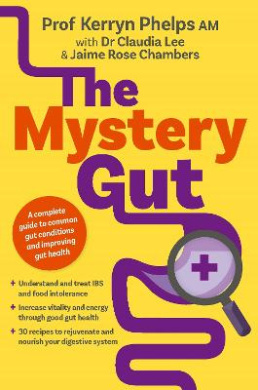 Prof Kerryn Phelps AM
with Dr Claudia Lee
& Jaime Rose Chambers
The
Mystery
Gut
A complete
guide to common
gut conditions
and improving
gut health
+ Understand and treat IBS
and food intolerance
+ Increase vitality and energy
through good gut health
+ 30 recipes to rejuvenate and
nourish your digestive system